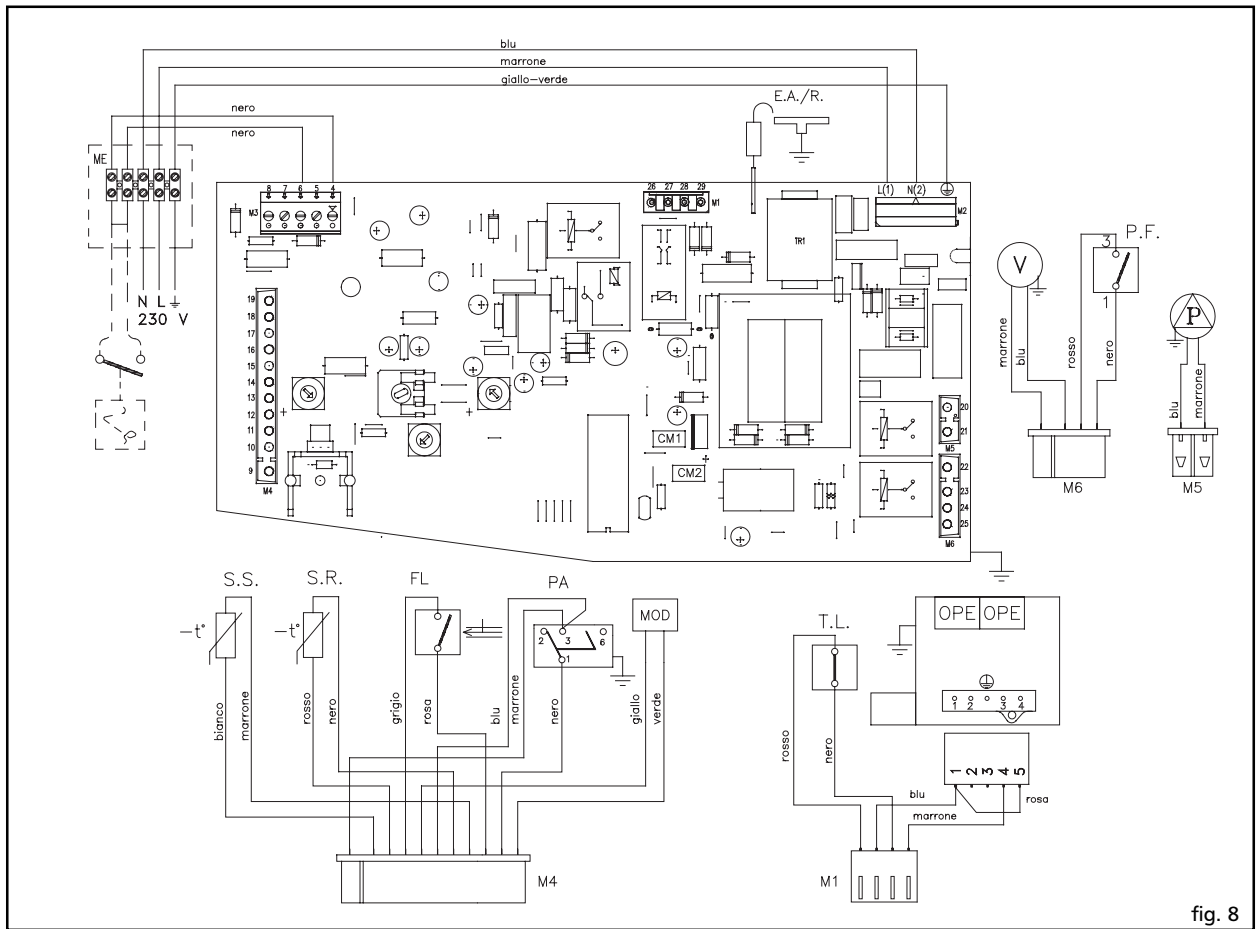 blu
marrone
giallo-verde
nero
nero
E.A./R.
ME
8 7 6 5 4
M3
26 27 28 29
M1
L(1) N(2)
M2
TR1
N L
230 V
19
18
17
16
15
14
13
12
11
10
9
M4
CM1
CM2
20
21
M5
22
23
24
25
M6
V
marrone
blu
rosso
nero
P.F.
3
1
M6
P
blu
marrone
M5
S.S.
-t°
bianco
marrone
S.R.
-t°
rosso
nero
FL
grigio
rosa
PA
2 3 6
1
blu
marrone
nero
MOD
giallo
verde
M4
T.L.
rosso
nero
OPE OPE
1 2 3 4
1 2 3 4 5
blu
marrone
rosa
M1
fig. 8